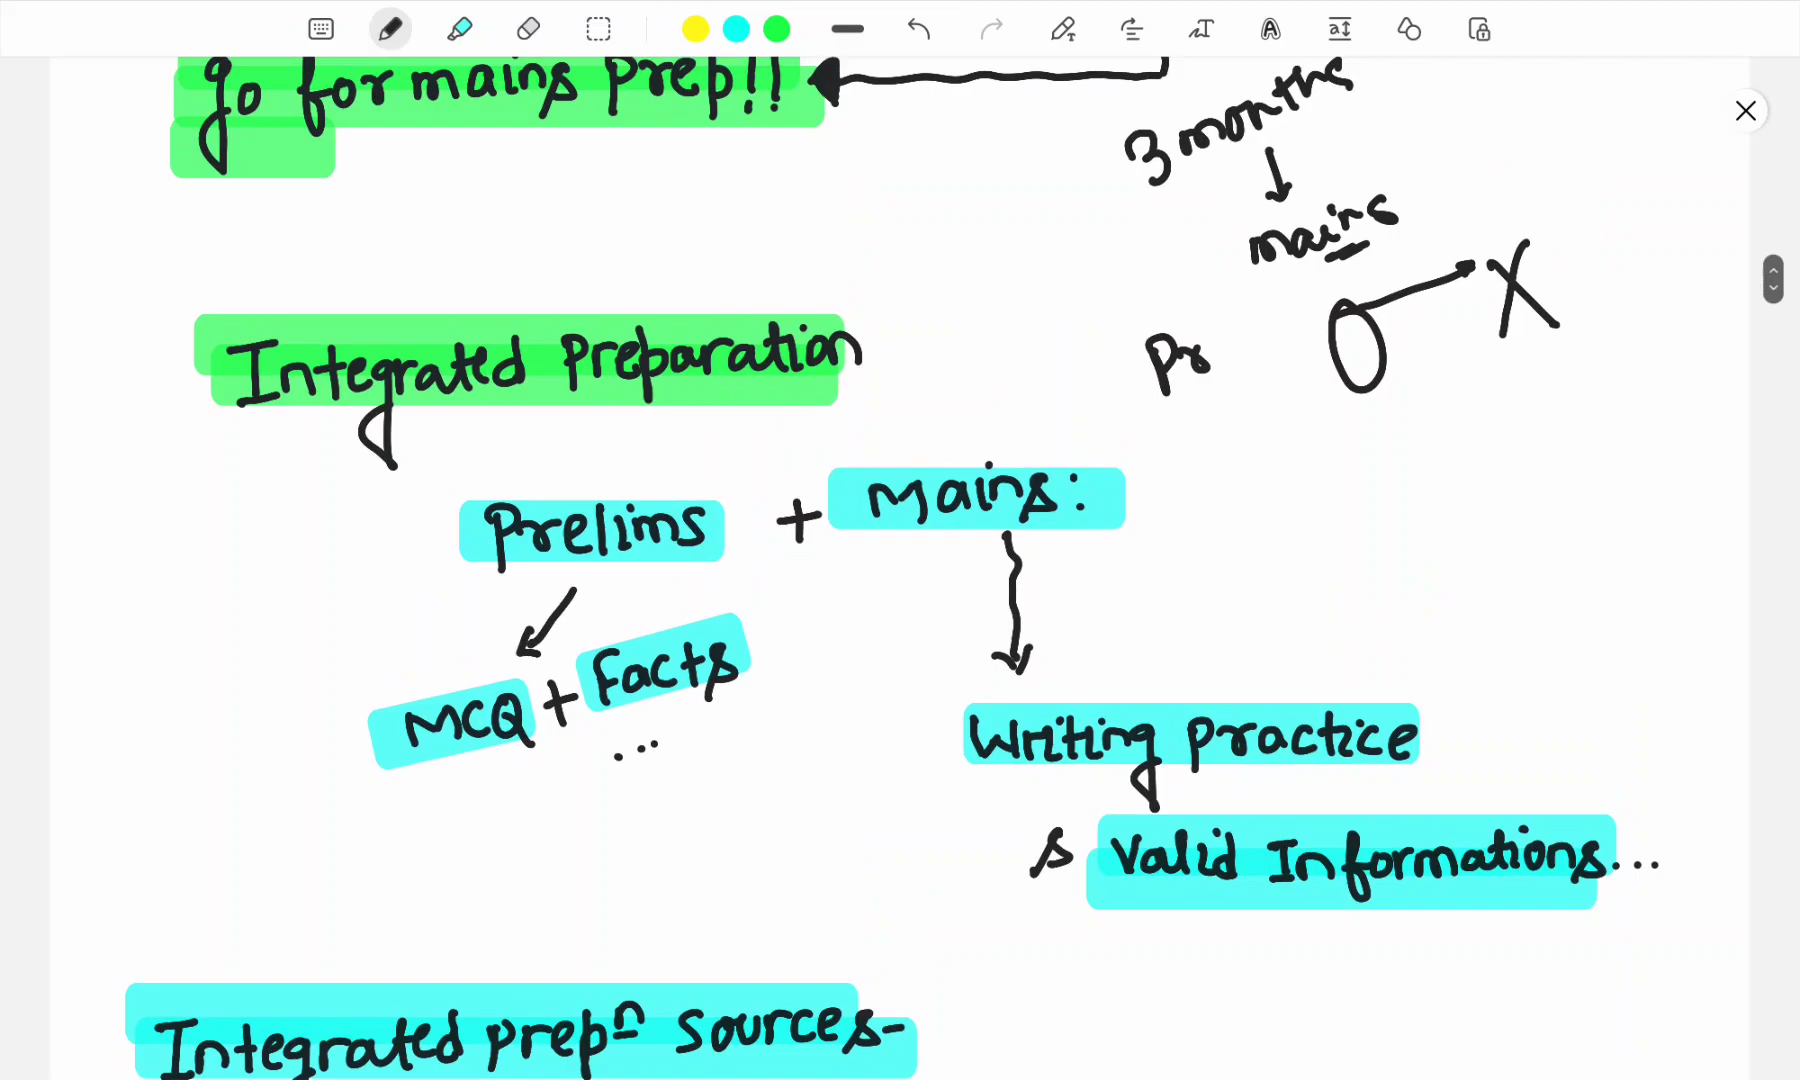 go for mains prep!!
3 months
mains
X
Pr
Integrated Preparation
Prelims + Mains:
MCQ + Facts
...
Writing practice
s Valid Informations...
Integrated prepn sources-